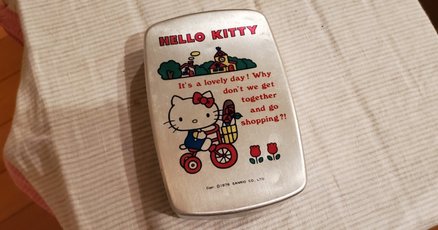 HELLO KITTY
It's a lovely day! Why
don't we get
together
and go
shopping?!
©1976 SANRIO CO., LTD.